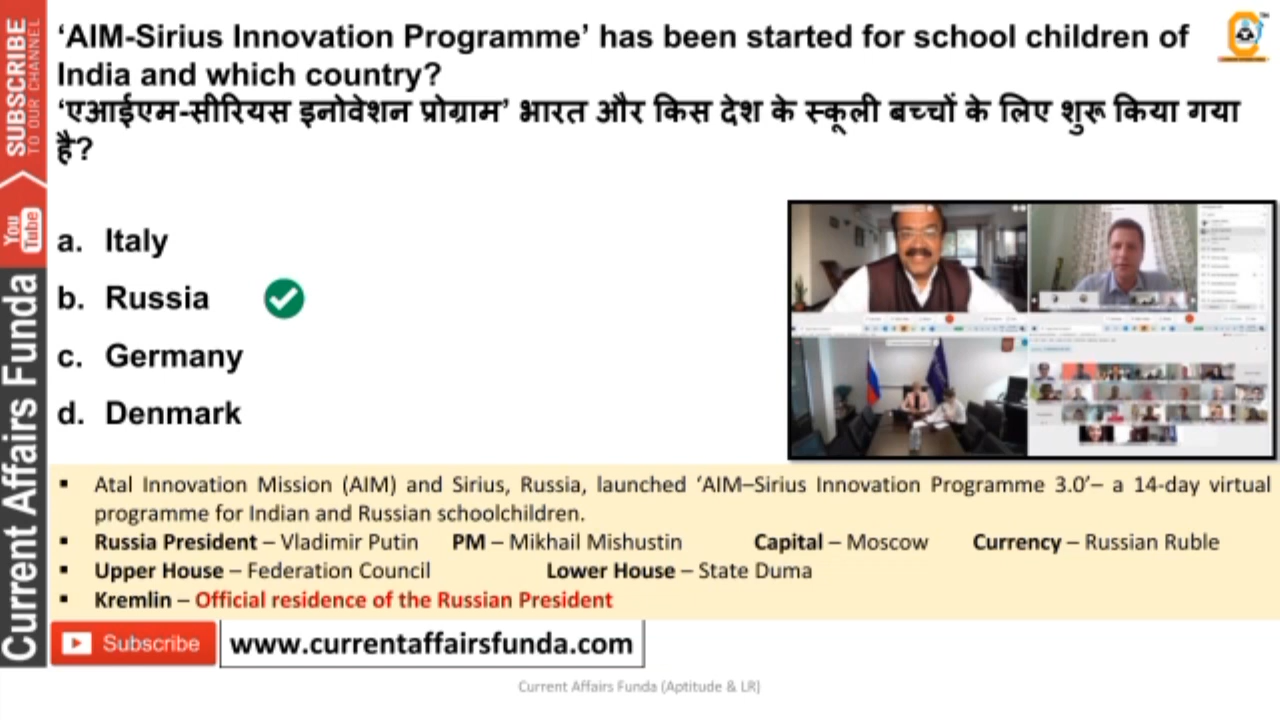 SUBSCRIBE
TO OUR CHANNEL
You
Tube
Current Affairs Funda
‘AIM-Sirius Innovation Programme’ has been started for school children of
India and which country?
‘एआईएम-सीरियस इनोवेशन प्रोग्राम’ भारत और किस देश के स्कूली बच्चों के लिए शुरू किया गया
है?
a. Italy
b. Russia
c. Germany
d. Denmark
▪ Atal Innovation Mission (AIM) and Sirius, Russia, launched ‘AIM–Sirius Innovation Programme 3.0’– a 14-day virtual
programme for Indian and Russian schoolchildren.
▪ Russia President – Vladimir Putin PM – Mikhail Mishustin Capital – Moscow Currency – Russian Ruble
▪ Upper House – Federation Council Lower House – State Duma
▪ Kremlin – Official residence of the Russian President
Subscribe
www.currentaffairsfunda.com
Current Affairs Funda (Aptitude & LR)